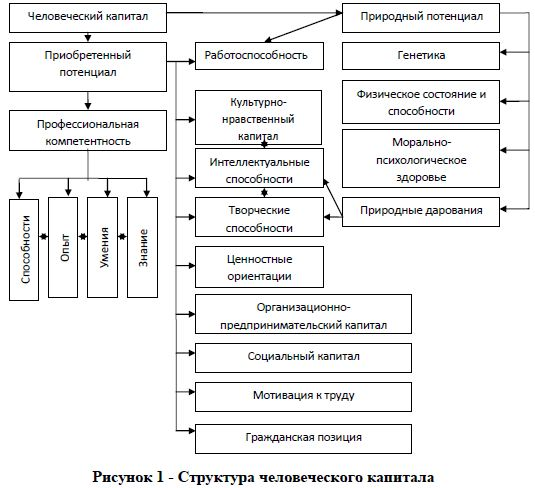 Человеческий капитал
Природный потенциал
Приобретенный
потенциал
Работоспособность
Генетика
Культурно-
нравственный
капитал
Физическое состояние и
способности
Профессиональная
компетентность
Морально-
психологическое
здоровье
Интеллектуальные
способности
Творческие
способности
Природные дарования
Способности
Опыт
Умения
Знание
Ценностные
ориентации
Организационно-
предпринимательский капитал
Социальный капитал
Мотивация к труду
Гражданская позиция
Рисунок 1 - Структура человеческого капитала